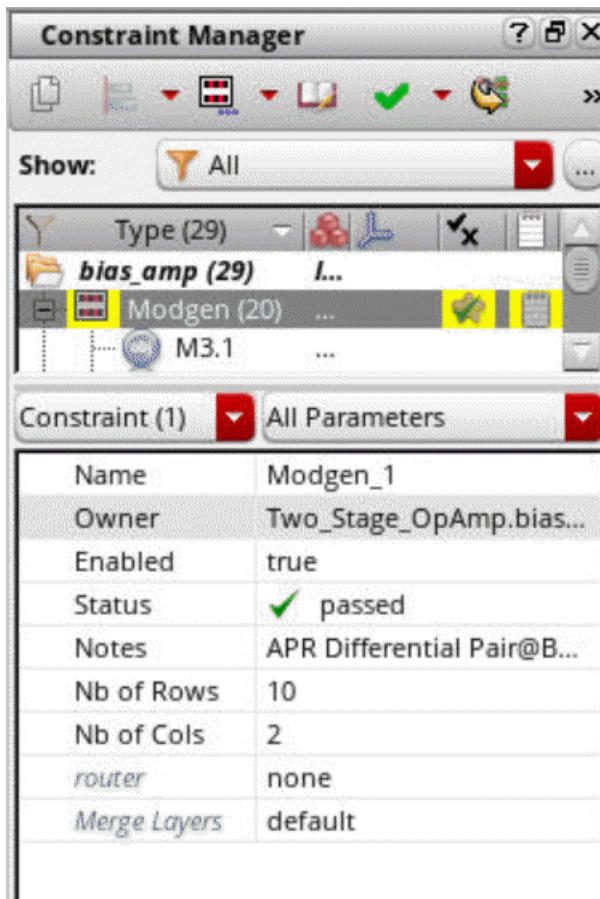 Constraint Manager
Show: All ...
Type (29)
bias_amp (29) I...
Modgen (20) ...
M3.1 ...
Constraint (1) All Parameters
Name Modgen_1
Owner Two_Stage_OpAmp.bias...
Enabled true
Status passed
Notes APR Differential Pair@B...
Nb of Rows 10
Nb of Cols 2
router none
Merge Layers default